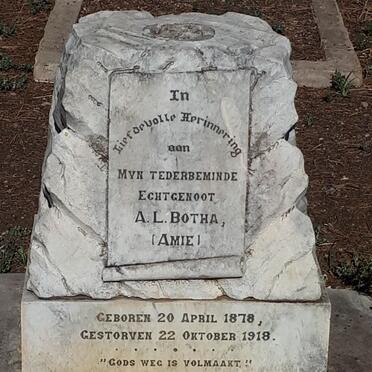 In
Liefdevolle Herinnering
aan
Myn tederbeminde
Echtgenoot
A. L. Botha,
(Amie)
Geboren 20 April 1878,
Gestorven 22 Oktober 1918.
"Gods weg is volmaakt."